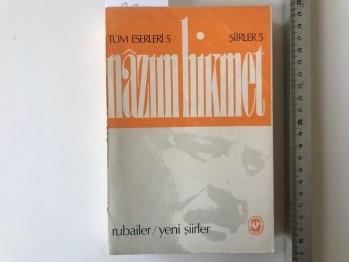 TÜM ESERLERİ 5 ŞİİRLER 5
nâzım hikmet
rubailer/yeni şiirler